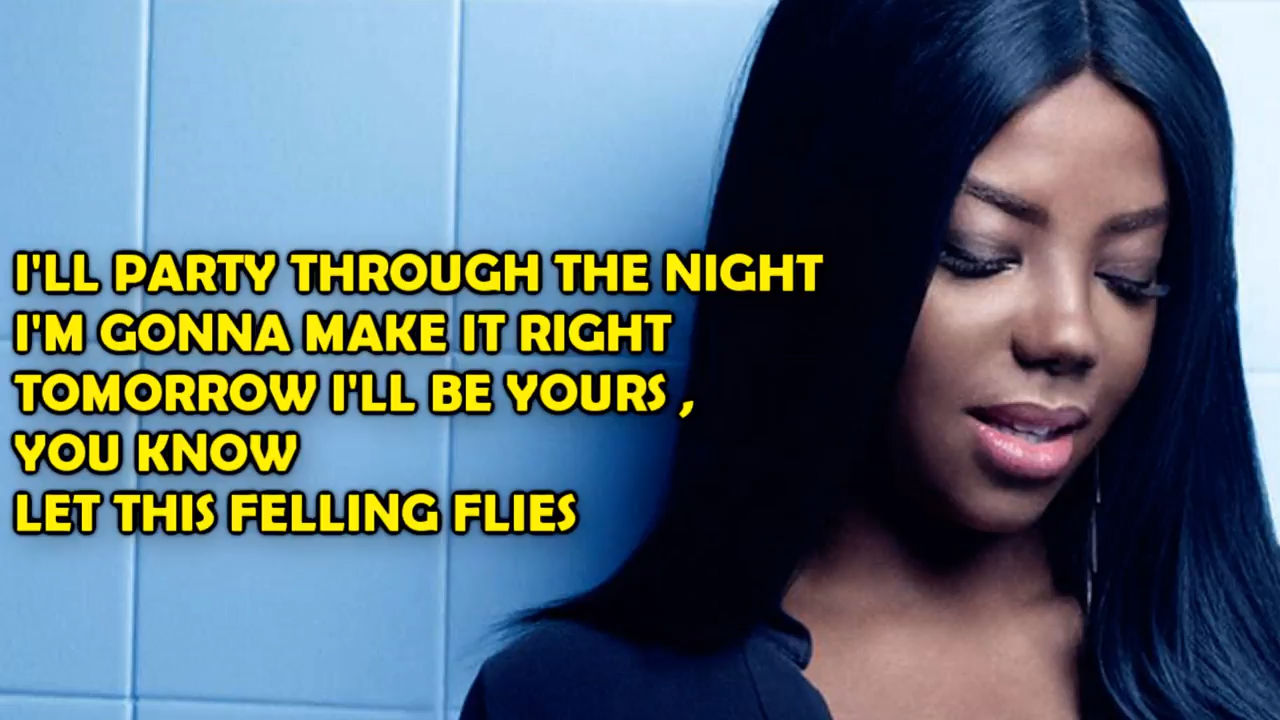 I'LL PARTY THROUGH THE NIGHT
I'M GONNA MAKE IT RIGHT
TOMORROW I'LL BE YOURS ,
YOU KNOW
LET THIS FELLING FLIES